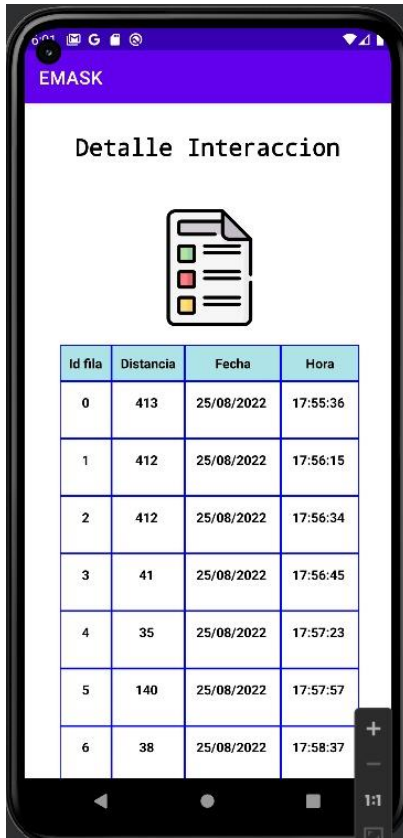 6:01 G
EMASK
Detalle Interaccion
Id fila Distancia Fecha Hora
0 413 25/08/2022 17:55:36
1 412 25/08/2022 17:56:15
2 412 25/08/2022 17:56:34
3 41 25/08/2022 17:56:45
4 35 25/08/2022 17:57:23
5 140 25/08/2022 17:57:57
6 38 25/08/2022 17:58:37
1:1